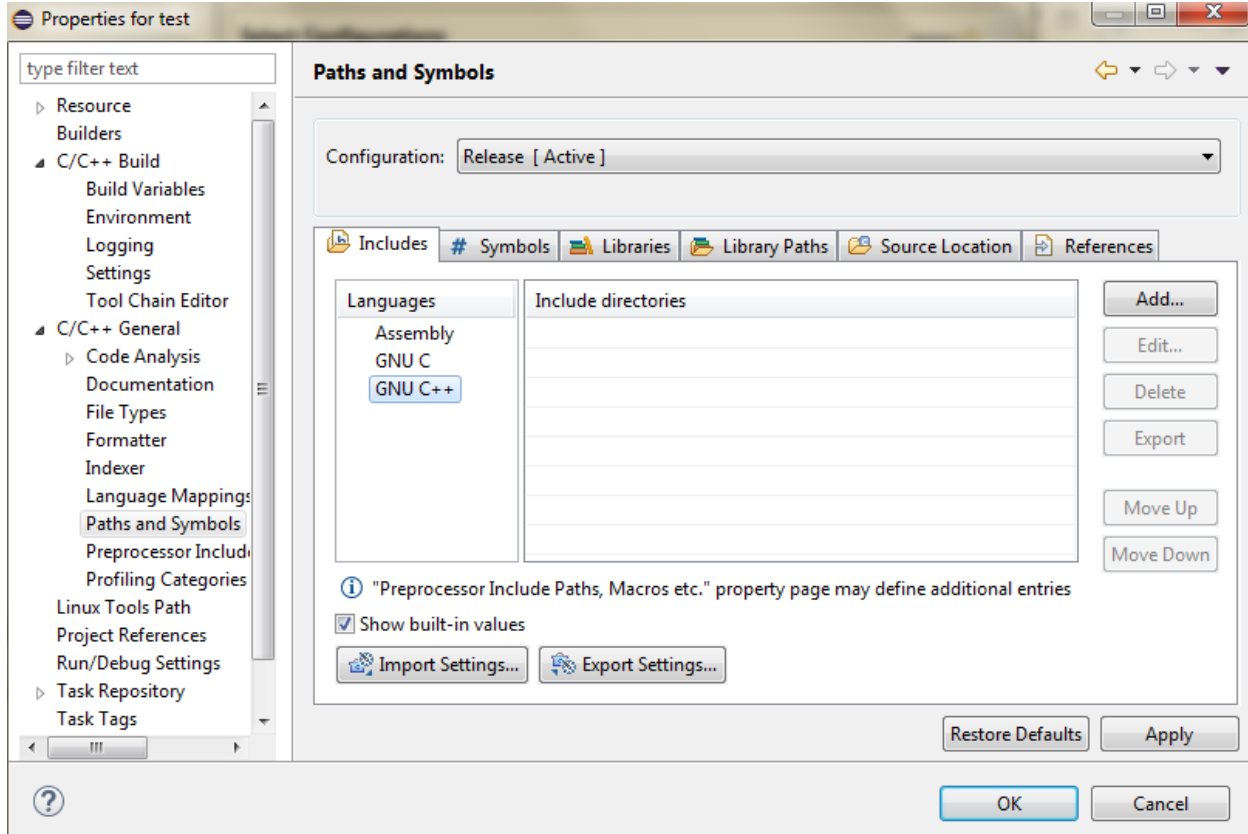 Properties for test
Select Configurations
type filter text
Resource
Builders
C/C++ Build
Build Variables
Environment
Logging
Settings
Tool Chain Editor
C/C++ General
Code Analysis
Documentation
File Types
Formatter
Indexer
Language Mappings
Paths and Symbols
Preprocessor Include
Profiling Categories
Linux Tools Path
Project References
Run/Debug Settings
Task Repository
Task Tags
Paths and Symbols
Configuration: Release [ Active ]
Includes # Symbols Libraries Library Paths Source Location References
Languages
Assembly
GNU C
GNU C++
Include directories
Add...
Edit...
Delete
Export
Move Up
Move Down
"Preprocessor Include Paths, Macros etc." property page may define additional entries
Show built-in values
Import Settings... Export Settings...
Restore Defaults Apply
OK Cancel